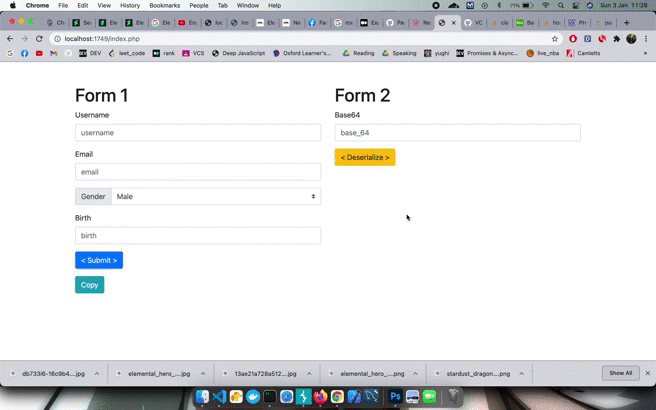 Chrome File Edit View History Bookmarks People Tab Window Help
71% Sun 3 Jan 11:26
localhost:1749/index.php
DEV leet_code rank VCS Deep JavaScript Oxford Learner's... Reading Speaking yughi Promises & Async... live_nba Camlelts
Form 1
Form 2
Username
Base64
username
base_64
Email
< Deserialize >
email
Gender Male
Birth
birth
< Submit >
Copy
db733i6-16c9b4....jpg elemental_hero_....jpg 13ae21a728a512....jpg elemental_hero_....png stardust_dragon....png Show All